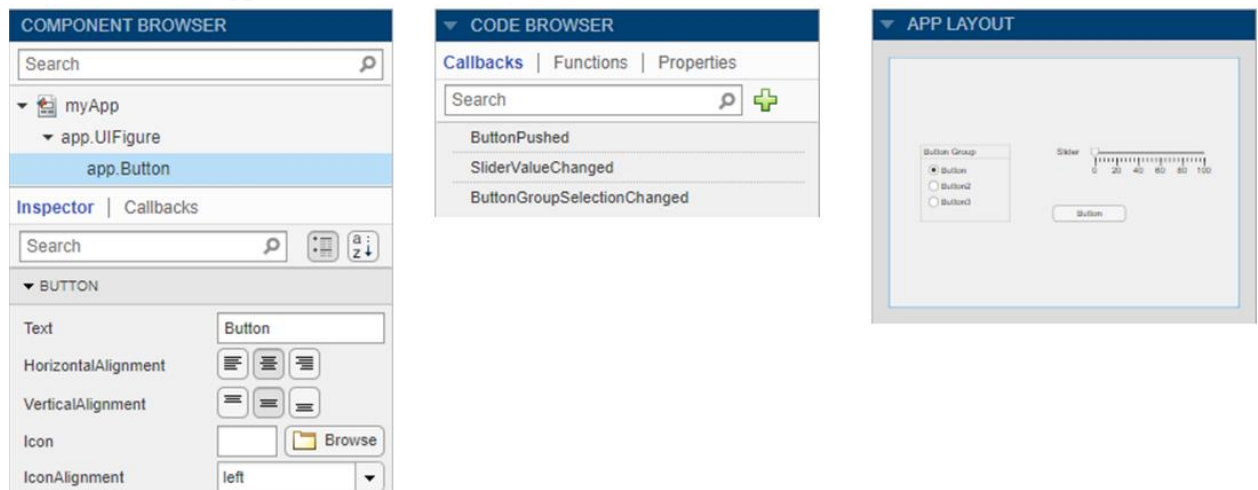 COMPONENT BROWSER
Search
myApp
app.UIFigure
app.Button
Inspector | Callbacks
Search
a
z
BUTTON
Text Button
HorizontalAlignment
VerticalAlignment
Icon Browse
IconAlignment left
CODE BROWSER
Callbacks | Functions | Properties
Search
ButtonPushed
SliderValueChanged
ButtonGroupSelectionChanged
APP LAYOUT
Button Group
Button
Button2
Button3
Slider
0 20 40 60 80 100
Button